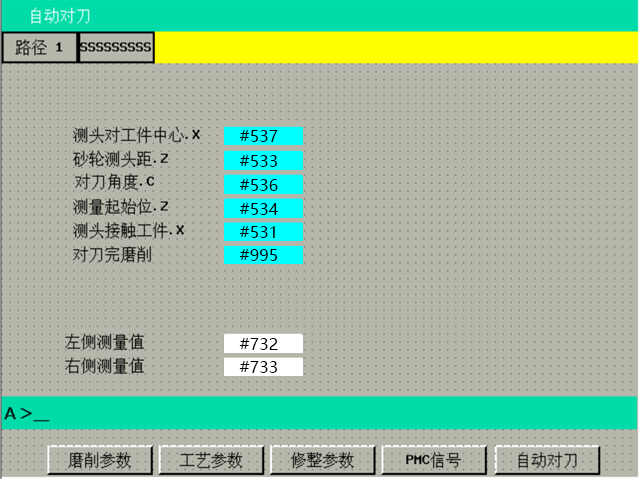 自动对刀
路径 1 SSSSSSSSS
测头对工件中心.X #537
砂轮测头距.Z #533
对刀角度.C #536
测量起始位.Z #534
测头接触工件.X #531
对刀完磨削 #995
左侧测量值 #732
右侧测量值 #733
A >_
磨削参数 工艺参数 修整参数 PMC信号 自动对刀